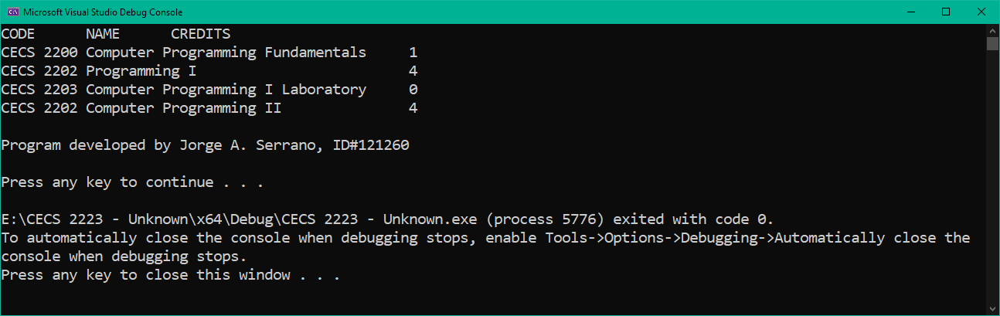 Microsoft Visual Studio Debug Console
CODE      NAME      CREDITS
CECS 2200 Computer Programming Fundamentals     1
CECS 2202 Programming I                         4
CECS 2203 Computer Programming I Laboratory     0
CECS 2202 Computer Programming II               4
Program developed by Jorge A. Serrano, ID#121260
Press any key to continue . . .
E:\CECS 2223 - Unknown\x64\Debug\CECS 2223 - Unknown.exe (process 5776) exited with code 0.
To automatically close the console when debugging stops, enable Tools->Options->Debugging->Automatically close the
console when debugging stops.
Press any key to close this window . . .